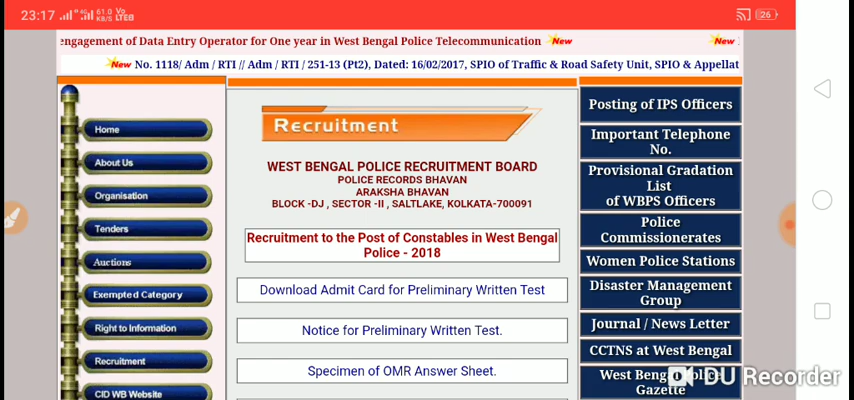 23:17 4G 61.0 KB/S Vo LTEB 26
engagement of Data Entry Operator for One year in West Bengal Police Telecommunication New New
New No. 1118/ Adm / RTI // Adm / RTI / 251-13 (Pt2), Dated: 16/02/2017, SPIO of Traffic & Road Safety Unit, SPIO & Appellat
Home
About Us
Organisation
Tenders
Auctions
Exempted Category
Right to Information
Recruitment
CID WB Website
Recruitment
WEST BENGAL POLICE RECRUITMENT BOARD
POLICE RECORDS BHAVAN
ARAKSHA BHAVAN
BLOCK -DJ , SECTOR -II , SALTLAKE, KOLKATA-700091
Recruitment to the Post of Constables in West Bengal
Police - 2018
Download Admit Card for Preliminary Written Test
Notice for Preliminary Written Test.
Specimen of OMR Answer Sheet.
Posting of IPS Officers
Important Telephone
No.
Provisional Gradation
List
of WBPS Officers
Police
Commissionerates
Women Police Stations
Disaster Management
Group
Journal / News Letter
CCTNS at West Bengal
West Bengal Police
Gazette
DU Recorder